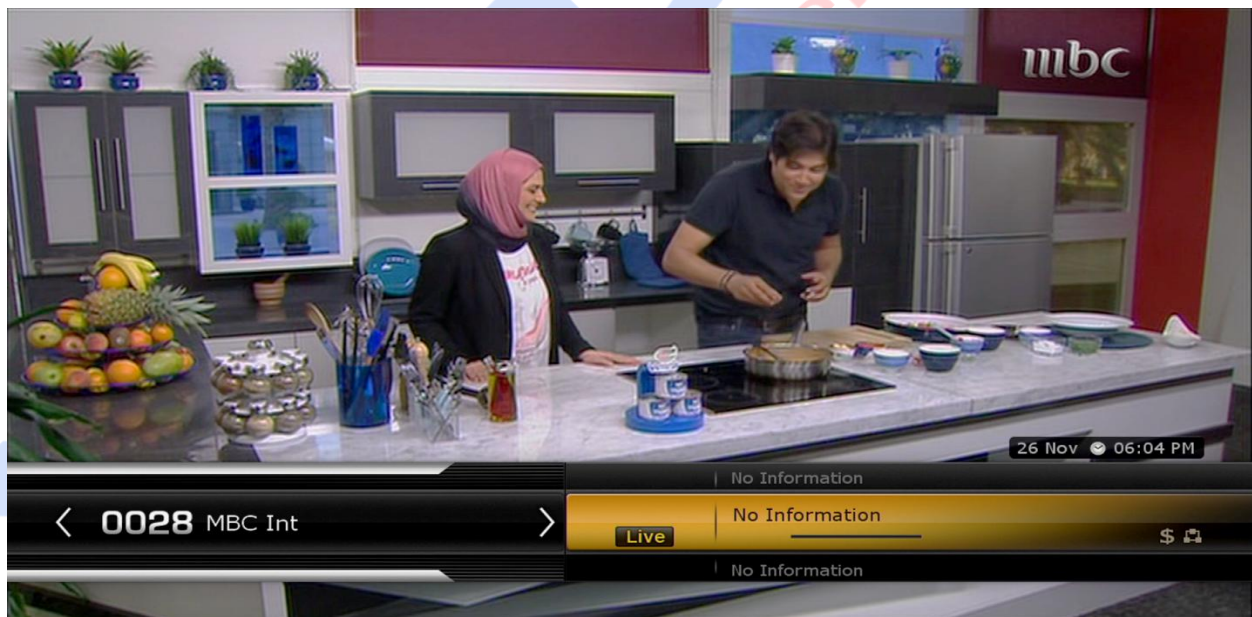 mbc
26 Nov 06:04 PM
No Information
0028 MBC Int
No Information
Live
$
No Information